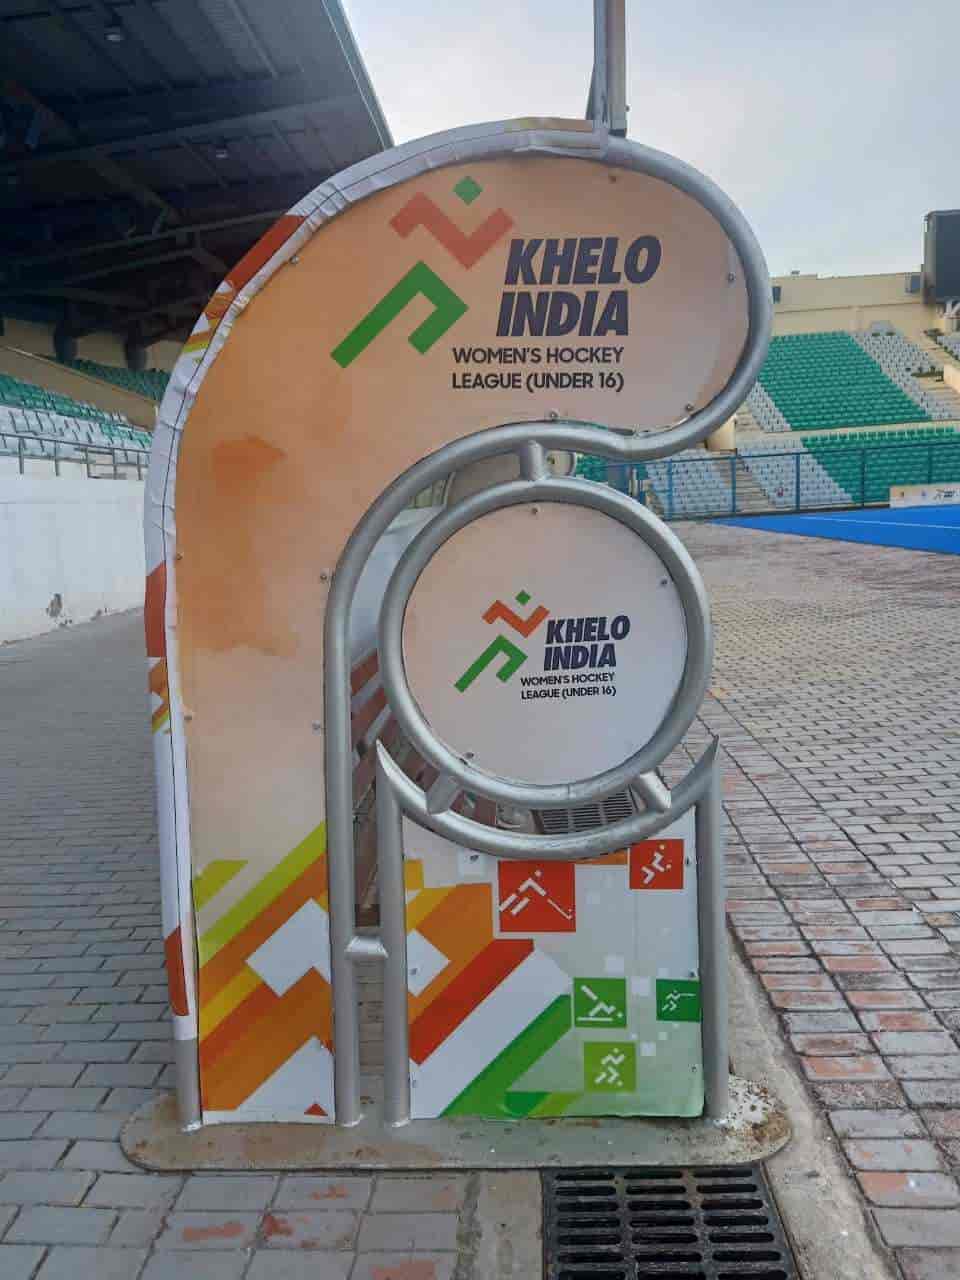 KHELO
INDIA
WOMEN'S HOCKEY
LEAGUE (UNDER 16)
KHELO
INDIA
WOMEN'S HOCKEY
LEAGUE (UNDER 16)